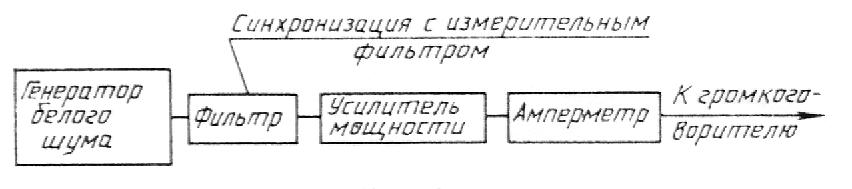 Синхронизация с измерительным
фильтром
Генератор
белого
шума
Фильтр
Усилитель
мощности
Амперметр
К громкого-
ворителю